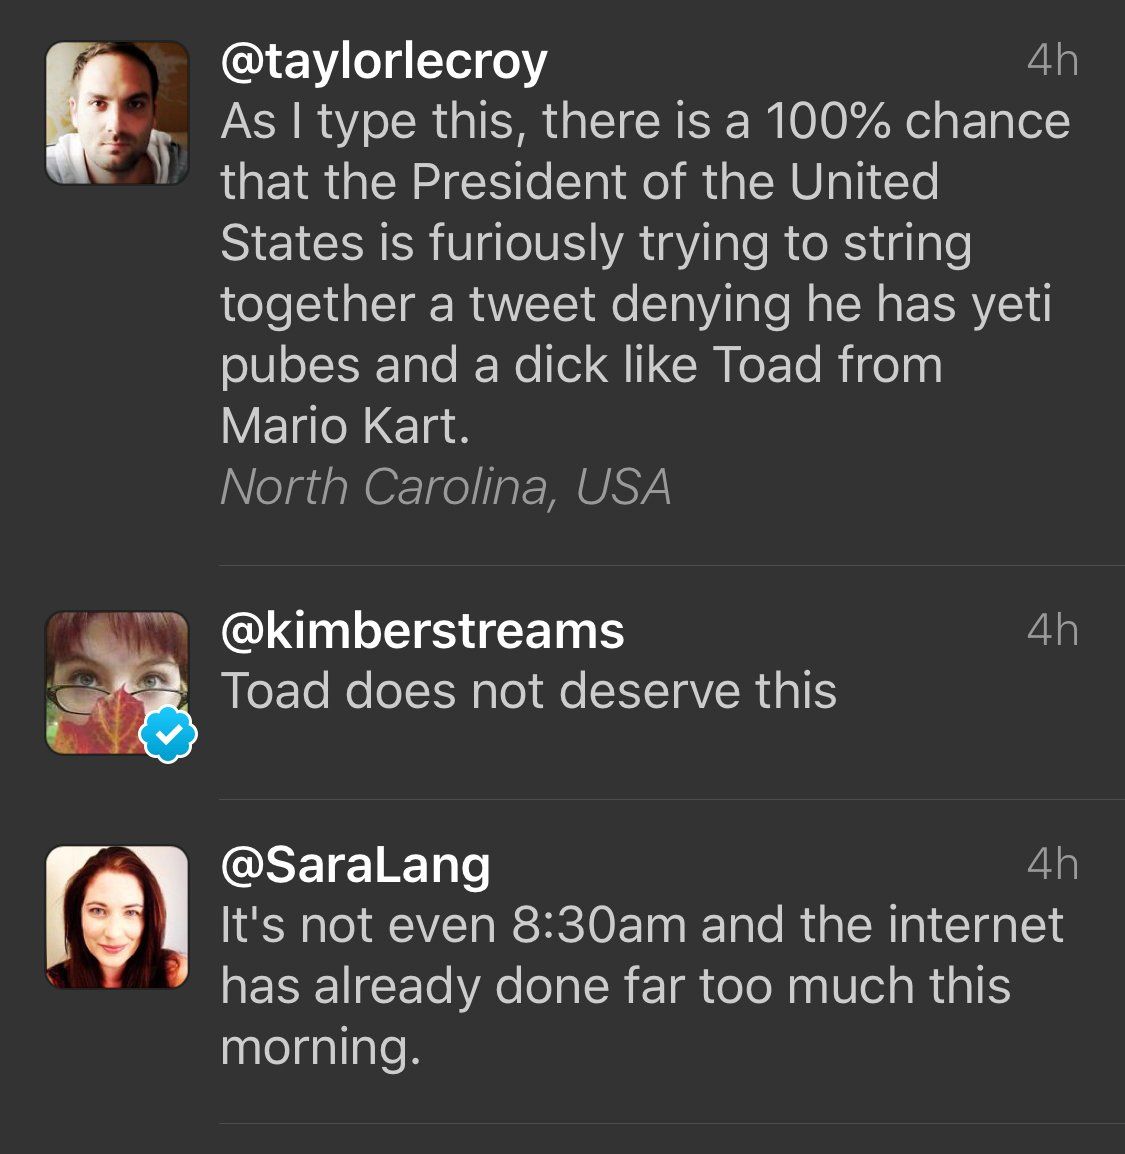 @taylorlecroy 4h
As I type this, there is a 100% chance
that the President of the United
States is furiously trying to string
together a tweet denying he has yeti
pubes and a dick like Toad from
Mario Kart.
North Carolina, USA
@kimberstreams 4h
Toad does not deserve this
@SaraLang 4h
It's not even 8:30am and the internet
has already done far too much this
morning.